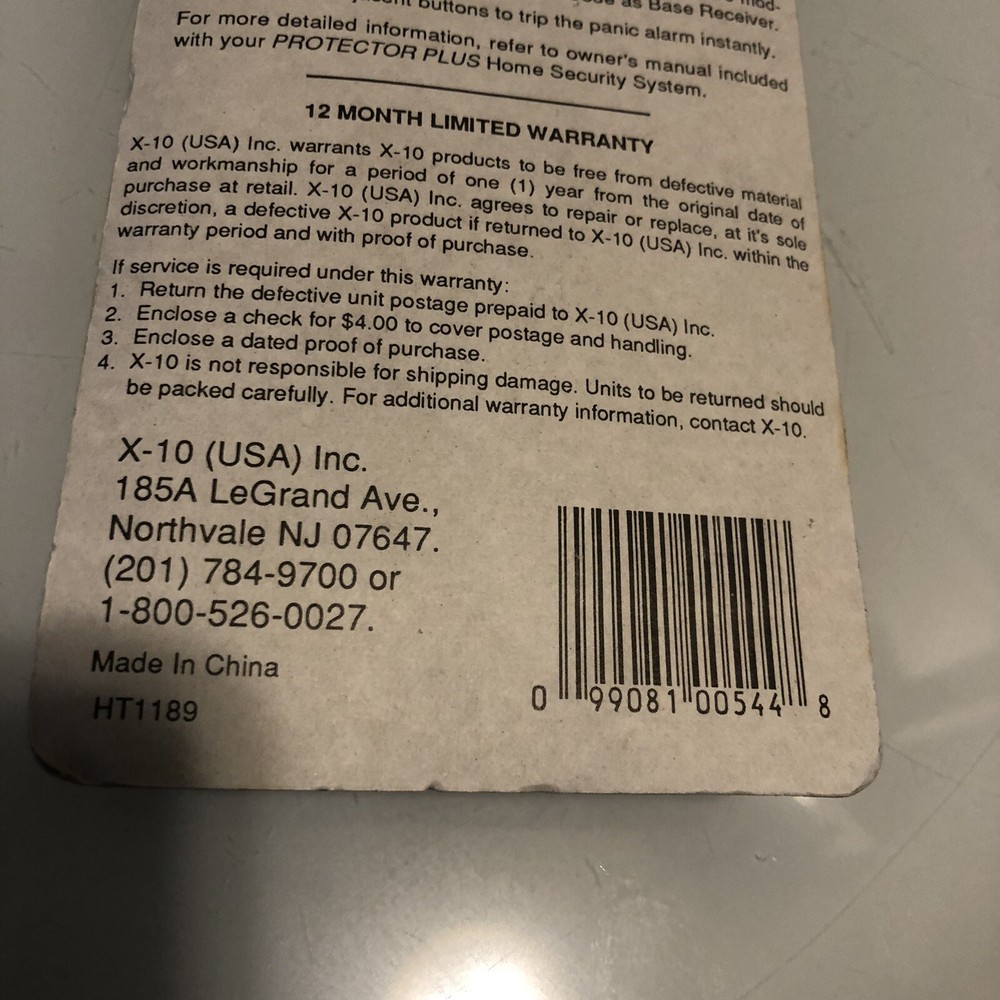 as Base Receiver.
buttons to trip the panic alarm instantly.
For more detailed information, refer to owner's manual included
with your PROTECTOR PLUS Home Security System.
12 MONTH LIMITED WARRANTY
X-10 (USA) Inc. warrants X-10 products to be free from defective material
and workmanship for a period of one (1) year from the original date of
purchase at retail. X-10 (USA) Inc. agrees to repair or replace, at it's sole
discretion, a defective X-10 product if returned to X-10 (USA) Inc. within the
warranty period and with proof of purchase.
If service is required under this warranty:
1. Return the defective unit postage prepaid to X-10 (USA) Inc.
2. Enclose a check for $4.00 to cover postage and handling.
3. Enclose a dated proof of purchase.
4. X-10 is not responsible for shipping damage. Units to be returned should
be packed carefully. For additional warranty information, contact X-10.
X-10 (USA) Inc.
185A LeGrand Ave.,
Northvale NJ 07647.
(201) 784-9700 or
1-800-526-0027.
Made In China
HT1189
0 99081 00544 8